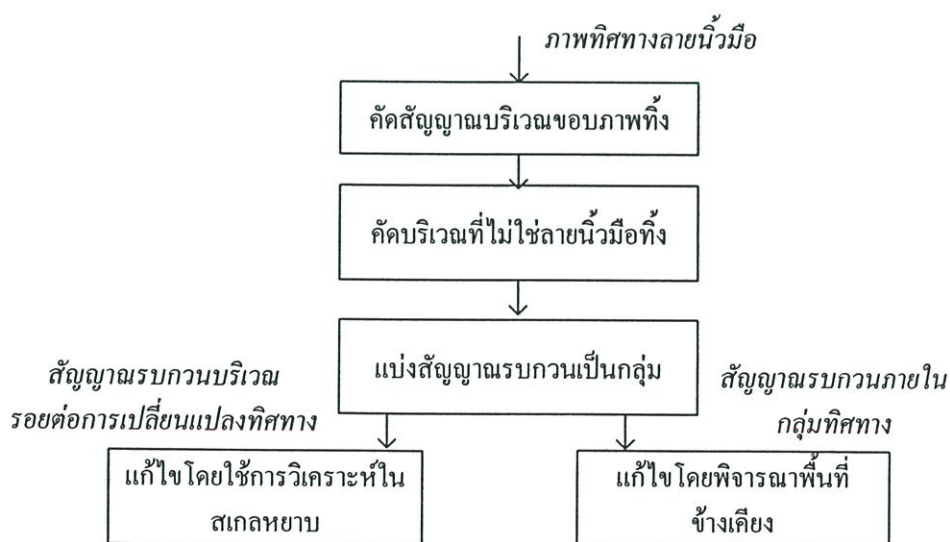 ภาพทิศทางลายนิ้วมือ
คัดสัญญาณบริเวณขอบภาพทิ้ง
คัดบริเวณที่ไม่ใช่ลายนิ้วมือทิ้ง
แบ่งสัญญาณรบกวนเป็นกลุ่ม
สัญญาณรบกวนบริเวณ
รอยต่อการเปลี่ยนแปลงทิศทาง
สัญญาณรบกวนภายใน
กลุ่มทิศทาง
แก้ไขโดยใช้การวิเคราะห์ใน
สเกลหยาบ
แก้ไขโดยพิจารณาพื้นที่
ข้างเคียง